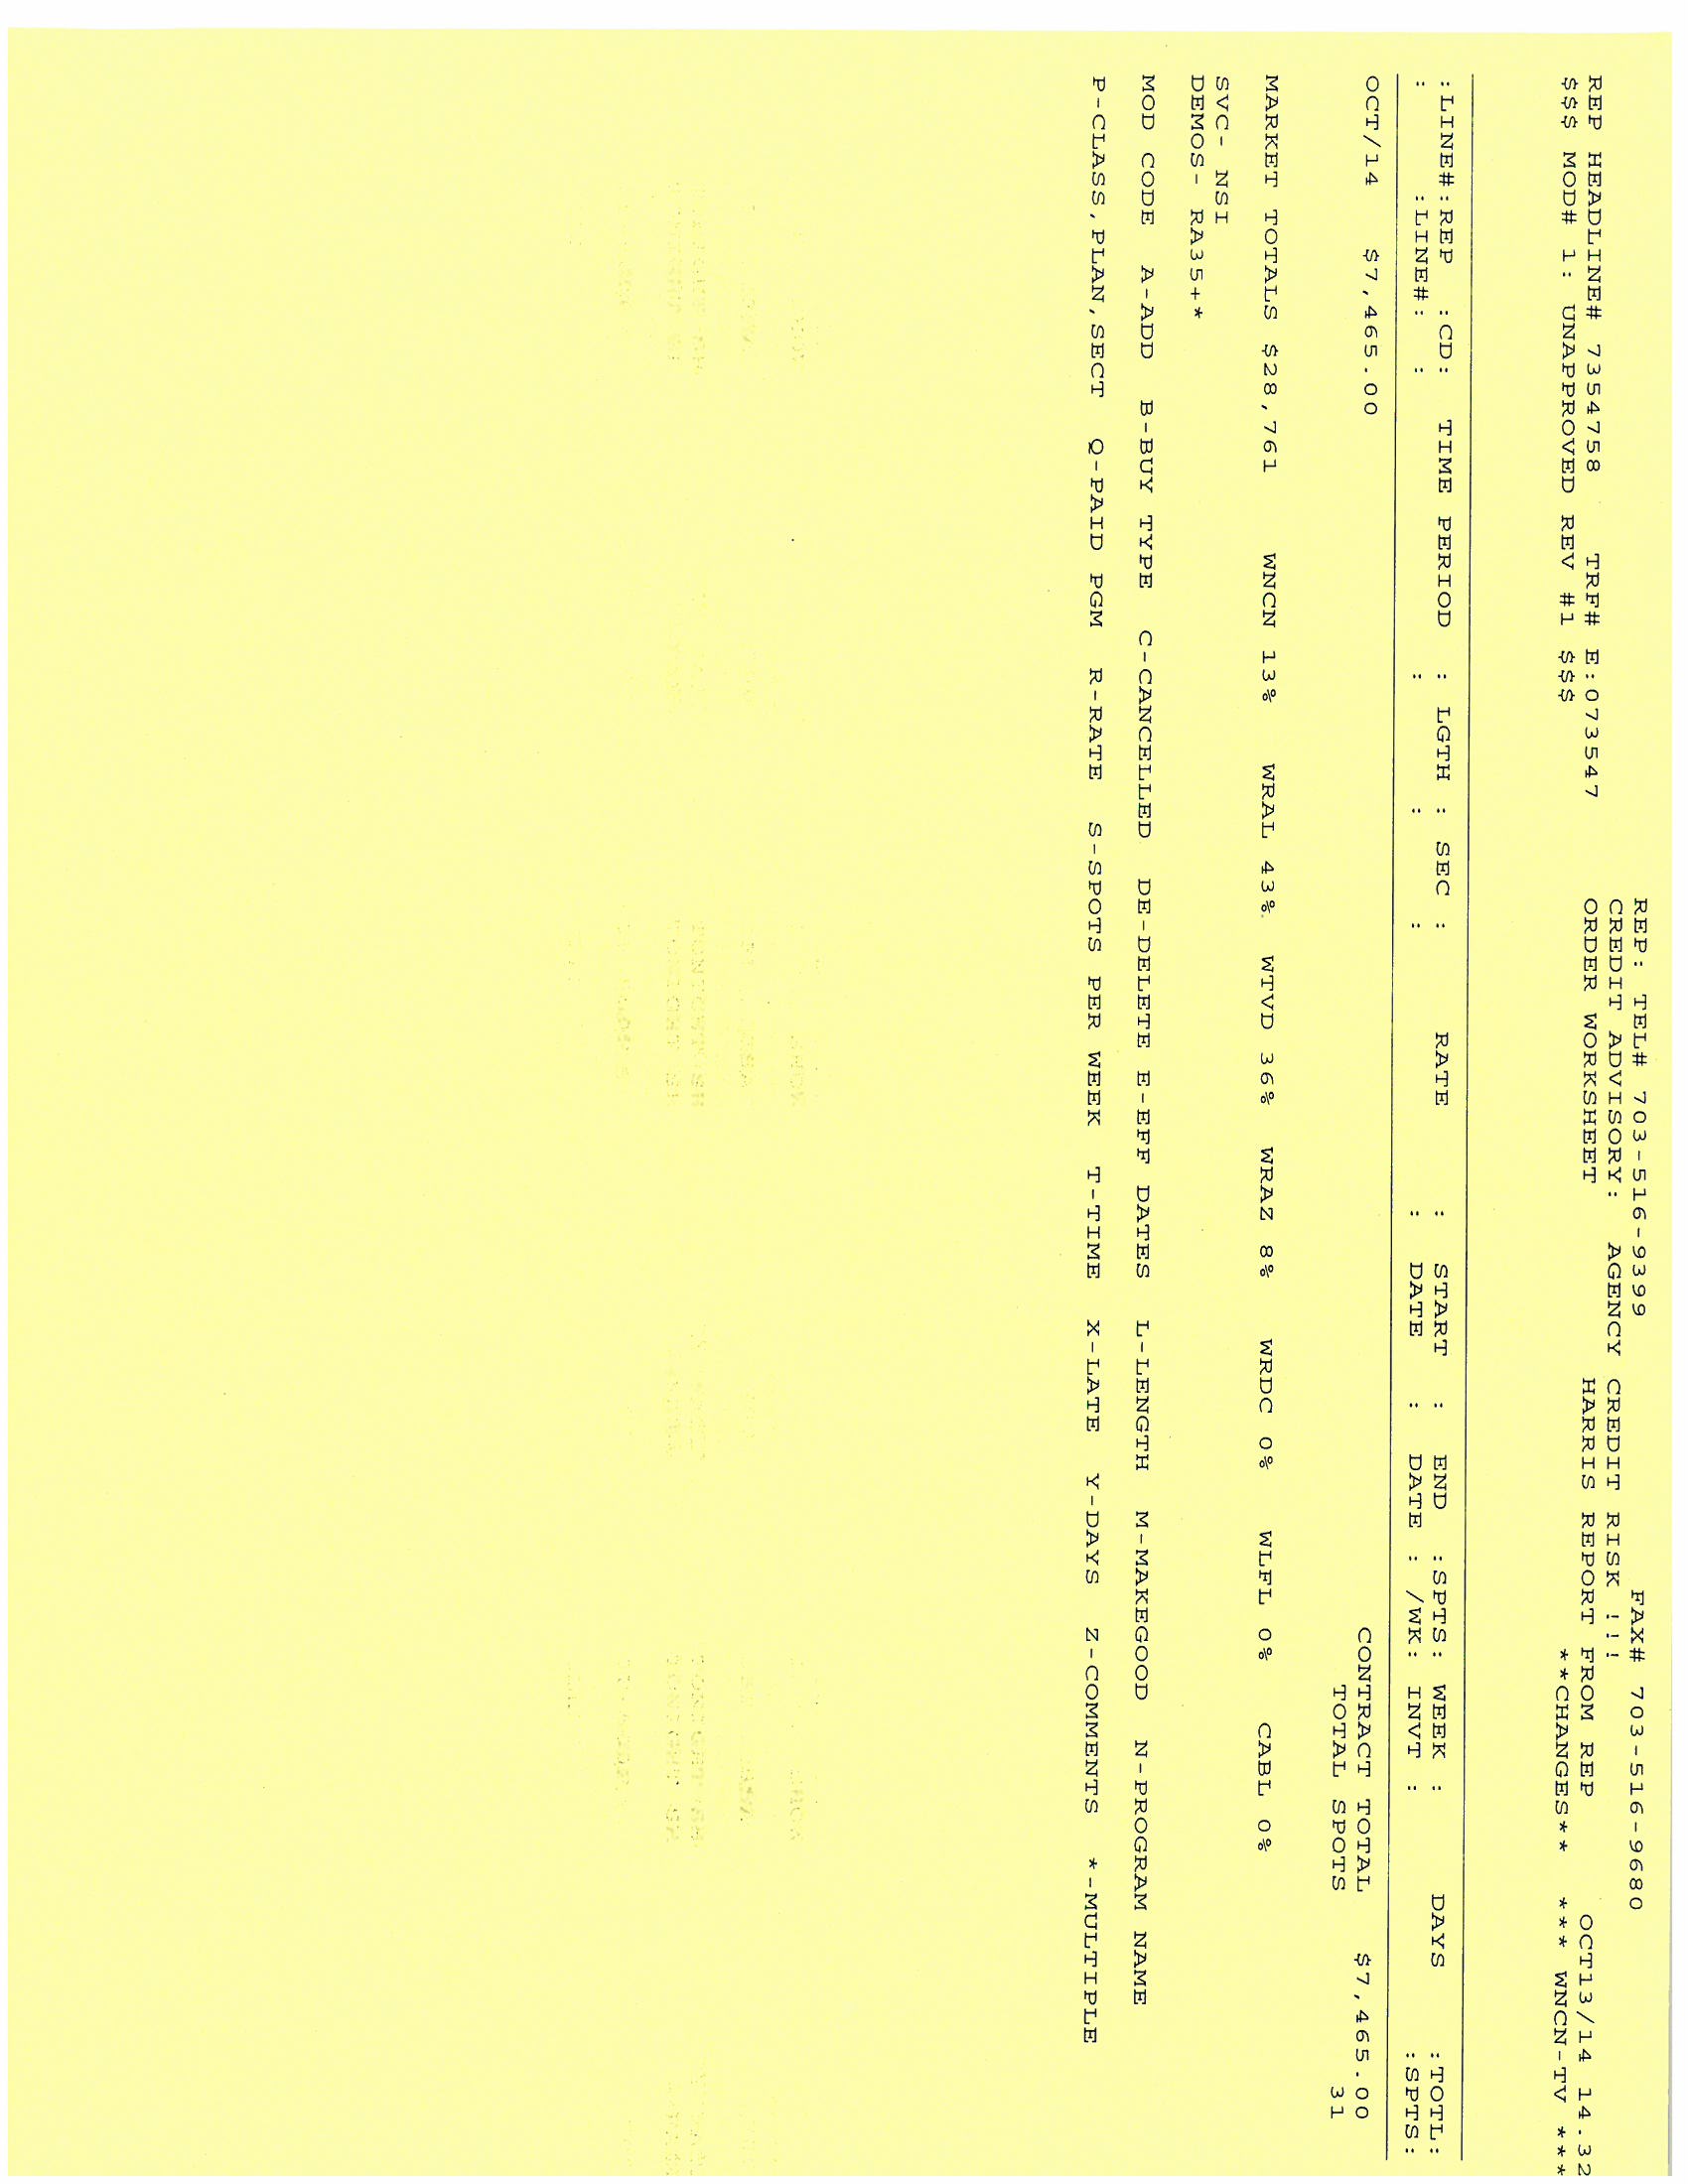 REP: TEL# 703-516-9399 FAX# 703-516-9680
CREDIT ADVISORY: AGENCY CREDIT RISK !!!
REP HEADLINE# 7354758 TRF# E:073547 ORDER WORKSHEET HARRIS REPORT FROM REP OCT13/14 14.32
$$$ MOD# 1: UNAPPROVED REV #1 $$$ **CHANGES** *** WNCN-TV ***
:LINE#:REP :CD: TIME PERIOD : LGTH : SEC : RATE : START : END :SPTS: WEEK : DAYS :TOTL:
: :LINE#: : : : : : DATE : DATE : /WK: INVT : :SPTS:
OCT/14 $7,465.00 CONTRACT TOTAL $7,465.00
TOTAL SPOTS 31
MARKET TOTALS $28,761 WNCN 13% WRAL 43% WTVD 36% WRAZ 8% WRDC 0% WLFL 0% CABL 0%
SVC- NSI
DEMOS- RA35+*
MOD CODE A-ADD B-BUY TYPE C-CANCELLED DE-DELETE E-EFF DATES L-LENGTH M-MAKEGOOD N-PROGRAM NAME
P-CLASS,PLAN,SECT Q-PAID PGM R-RATE S-SPOTS PER WEEK T-TIME X-LATE Y-DAYS Z-COMMENTS *-MULTIPLE